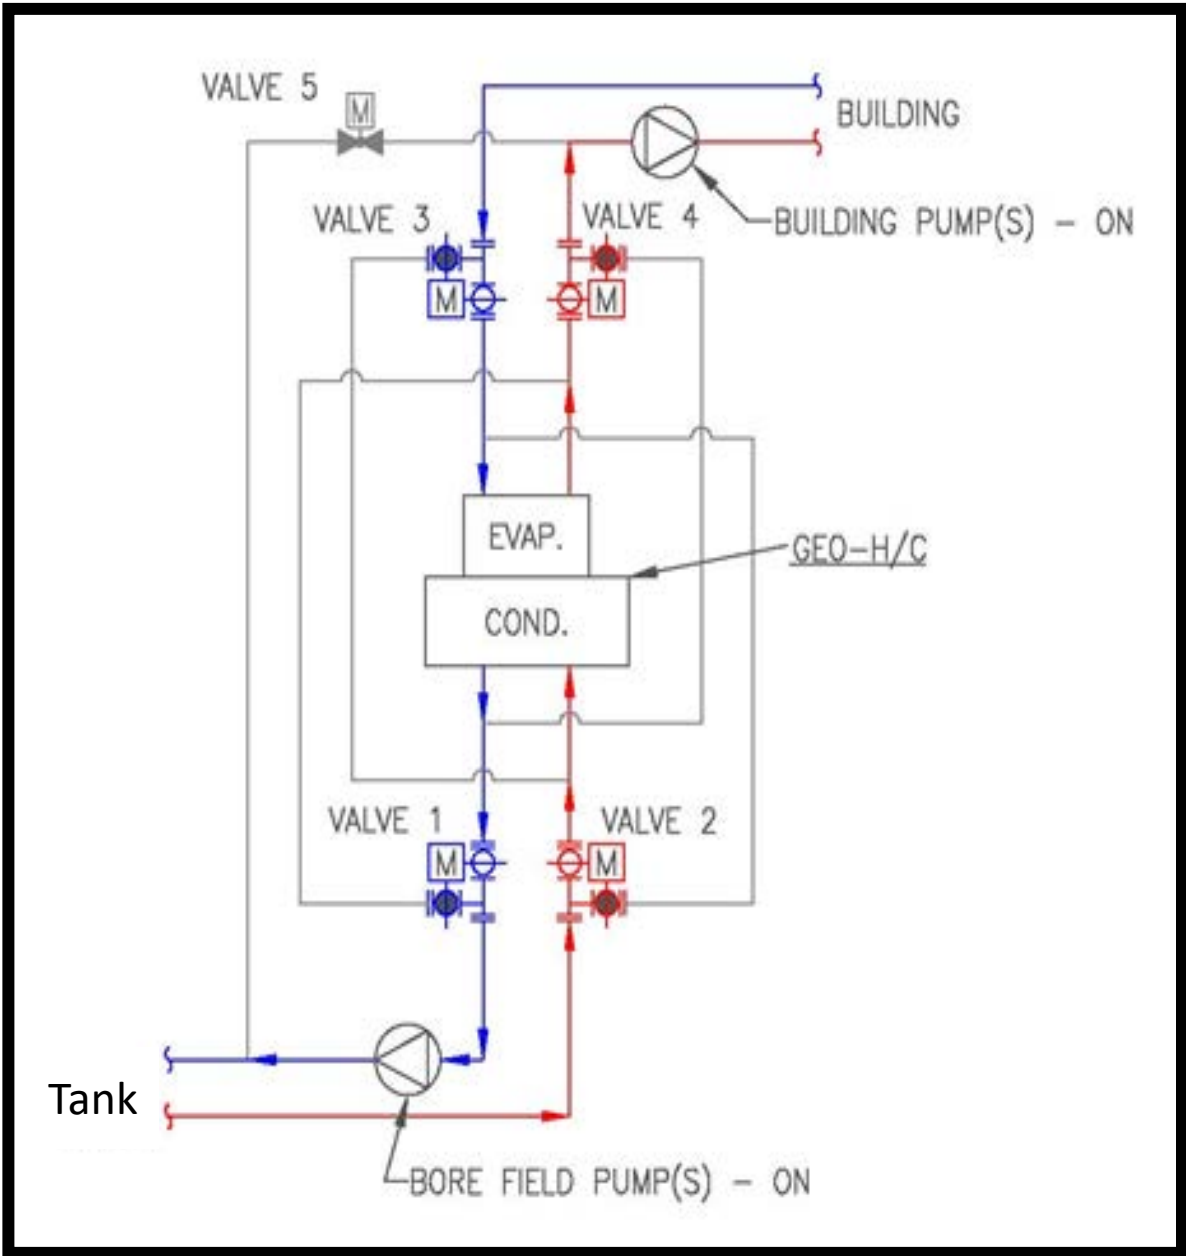 VALVE 5
M
BUILDING
VALVE 3
VALVE 4
BUILDING PUMP(S) - ON
M
M
EVAP.
GEO-H/C
COND.
VALVE 1
VALVE 2
M
M
Tank
BORE FIELD PUMP(S) - ON